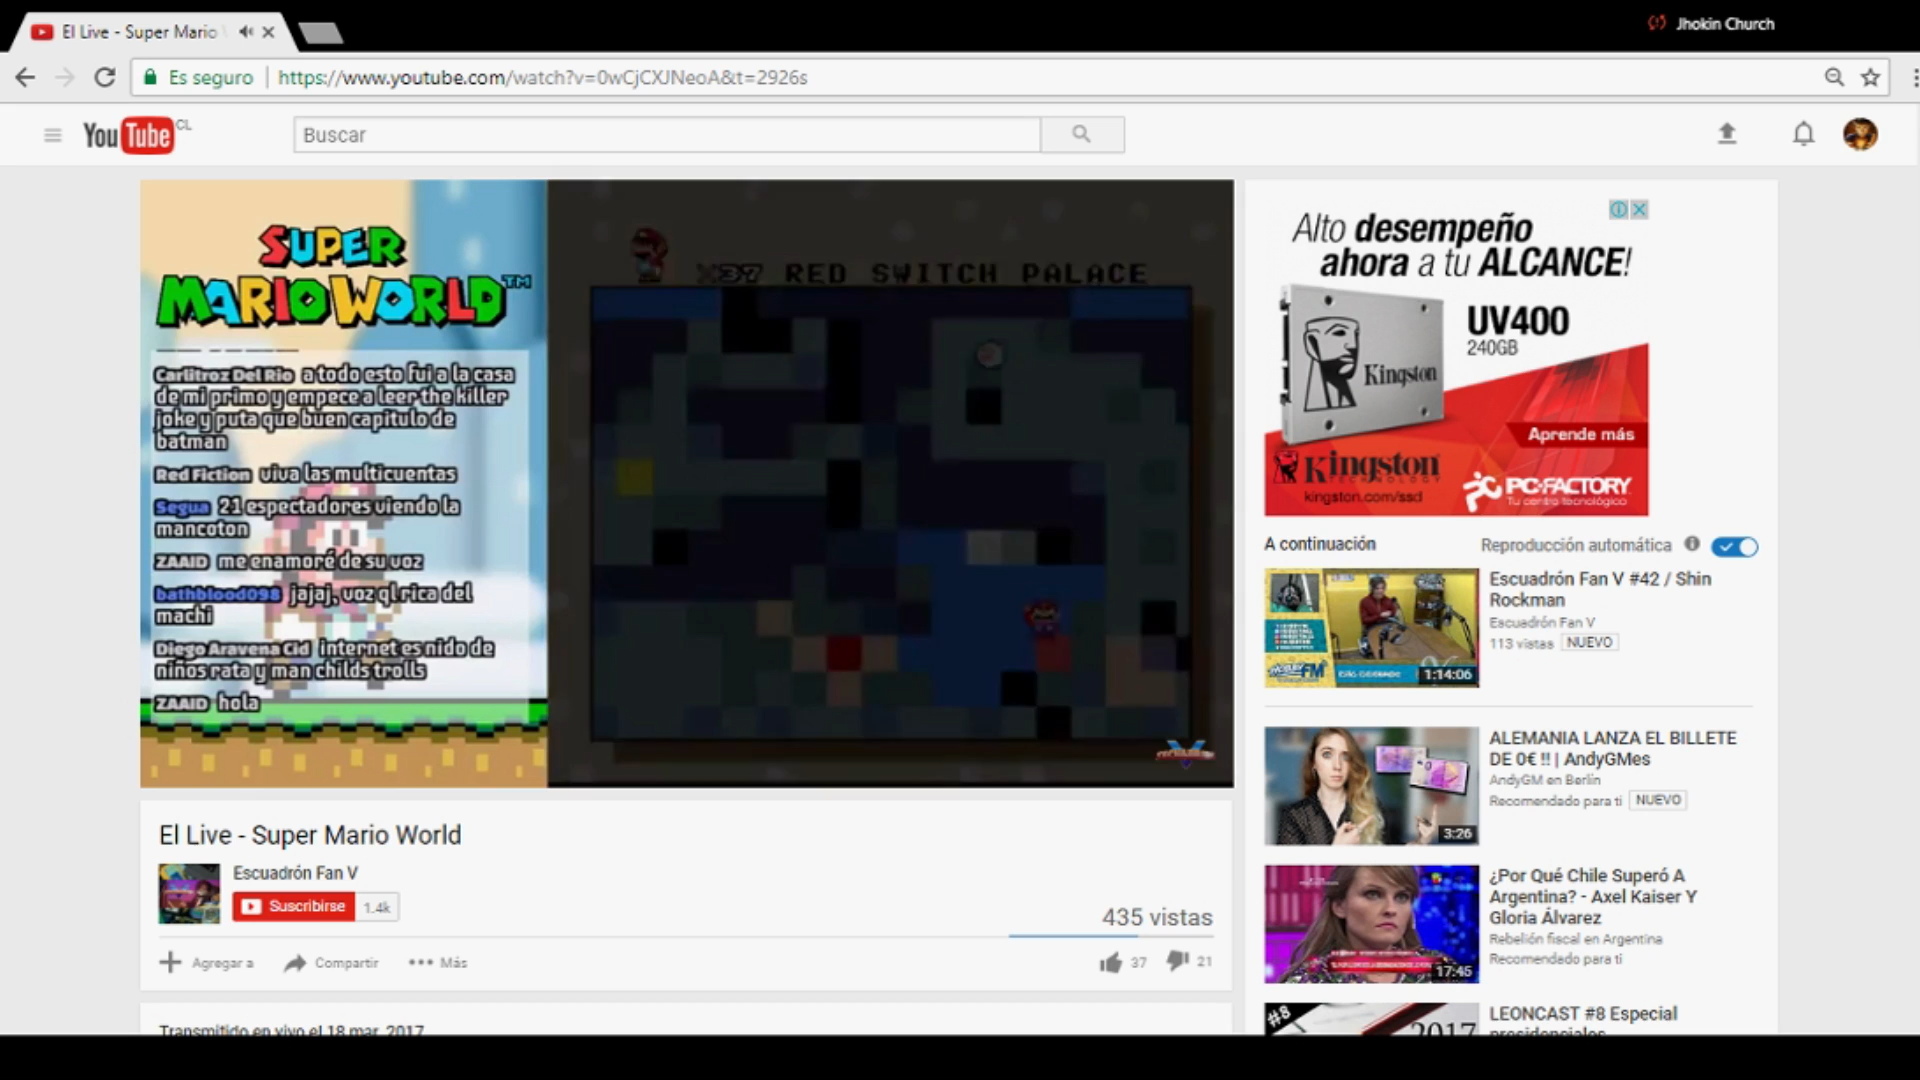 El Live - Super Mario
Jhokin Church
Es seguro https://www.youtube.com/watch?v=0wCjCXJNeoA&t=2926s
YouTube CL
Buscar
SUPER
MARIO WORLD™
Carlitroz Del Rio a todo esto fui a la casa
de mi primo y empece a leer the killer
joke y puta que buen capitulo de
batman
Red Fiction viva las multicuentas
Segua 21 espectadores viendo la
mancoton
ZAAID me enamoré de su voz
bathblood098 jajaj, voz ql rica del
machi
Diego Aravena Cid internet es nido de
niños rata y man childs trolls
ZAAID hola
x37 RED SWITCH PALACE
El Live - Super Mario World
Escuadrón Fan V
Suscribirse 1.4k
435 vistas
Agregar a Compartir Más
37 21
Transmitido en vivo el 18 mar. 2017
Alto desempeño
ahora a tu ALCANCE!
UV400
240GB
Kingston
Aprende más
Kingston
TECHNOLOGY
kingston.com/ssd
PC FACTORY
Tu centro tecnológico
A continuación Reproducción automática
Escuadrón Fan V #42 / Shin
Rockman
Escuadrón Fan V
113 vistas NUEVO
1:14:06
ALEMANIA LANZA EL BILLETE
DE 0€ !! | AndyGMes
AndyGM en Berlín
Recomendado para ti NUEVO
3:26
¿Por Qué Chile Superó A
Argentina? - Axel Kaiser Y
Gloria Álvarez
Rebelión fiscal en Argentina
Recomendado para ti
17:45
LEONCAST #8 Especial
presidenciales
#8
2017